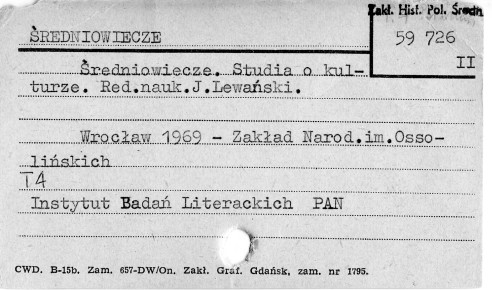 Zakł. Hist. Pol. Średn.
ŚREDNIOWIECZE
59 726
II
Średniowiecze. Studia o kul-
turze. Red.nauk.J.Lewański.
Wrocław 1969 - Zakład Narod.im.Osso-
lińskich
T4
Instytut Badań Literackich PAN
CWD. B-15b. Zam. 657-DW/On. Zakł. Graf. Gdańsk, zam. nr 1795.